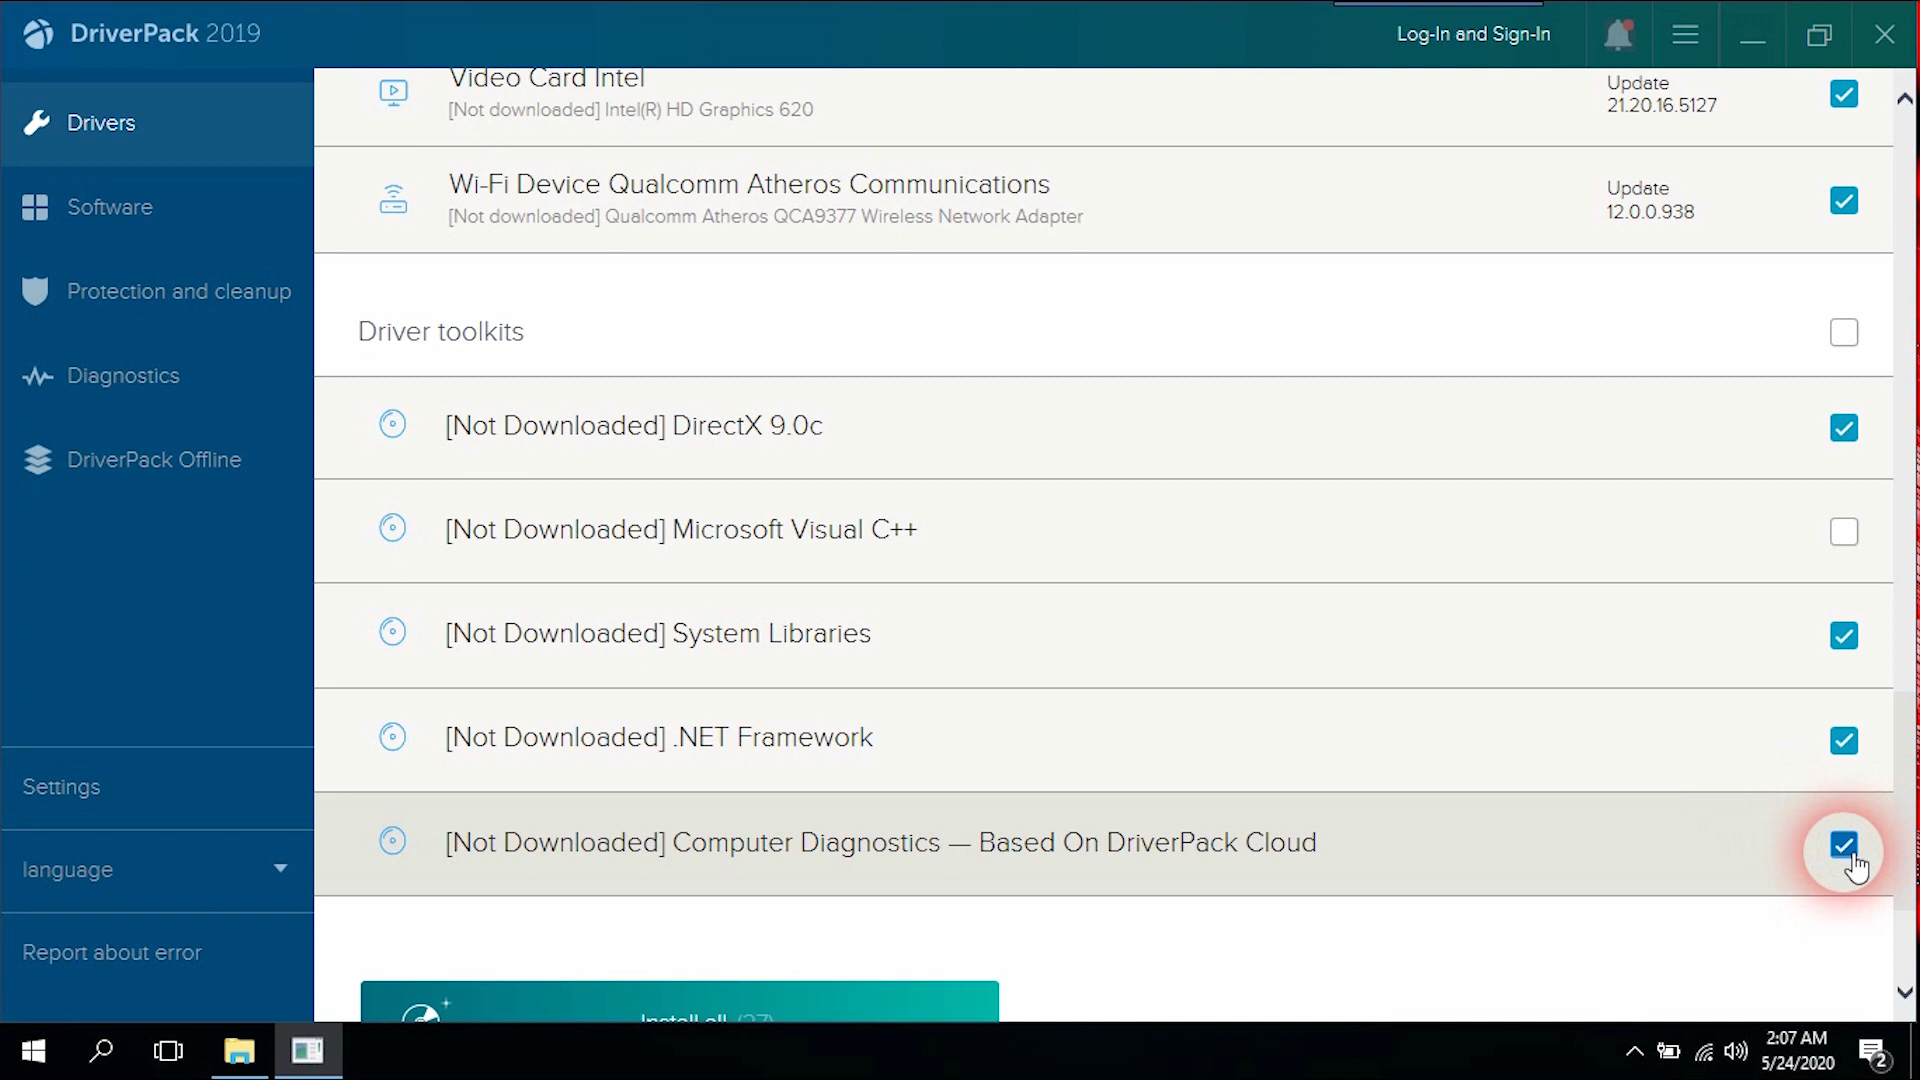 DriverPack 2019
Log-In and Sign-In
Drivers
Software
Protection and cleanup
Diagnostics
DriverPack Offline
Settings
language
Report about error
Video Card Intel
[Not downloaded] Intel(R) HD Graphics 620
Update
21.20.16.5127
Wi-Fi Device Qualcomm Atheros Communications
[Not downloaded] Qualcomm Atheros QCA9377 Wireless Network Adapter
Update
12.0.0.938
Driver toolkits
[Not Downloaded] DirectX 9.0c
[Not Downloaded] Microsoft Visual C++
[Not Downloaded] System Libraries
[Not Downloaded] .NET Framework
[Not Downloaded] Computer Diagnostics — Based On DriverPack Cloud
Install all (27)
2:07 AM
5/24/2020
2